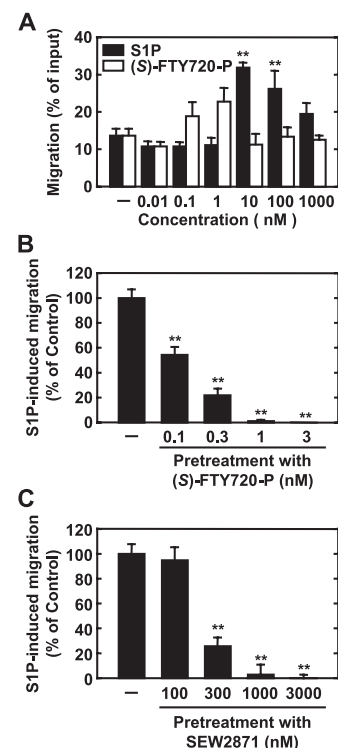 A
S1P
(S)-FTY720-P
Migration (% of input)
40
30
20
10
0
– 0.01 0.1 1 10 100 1000
** **
Concentration ( nM )
B
S1P-induced migration
(% of Control)
120
100
80
60
40
20
0
** ** ** **
– 0.1 0.3 1 3
Pretreatment with
(S)-FTY720-P (nM)
C
S1P-induced migration
(% of Control)
120
100
80
60
40
20
0
** ** **
– 100 300 1000 3000
Pretreatment with
SEW2871 (nM)